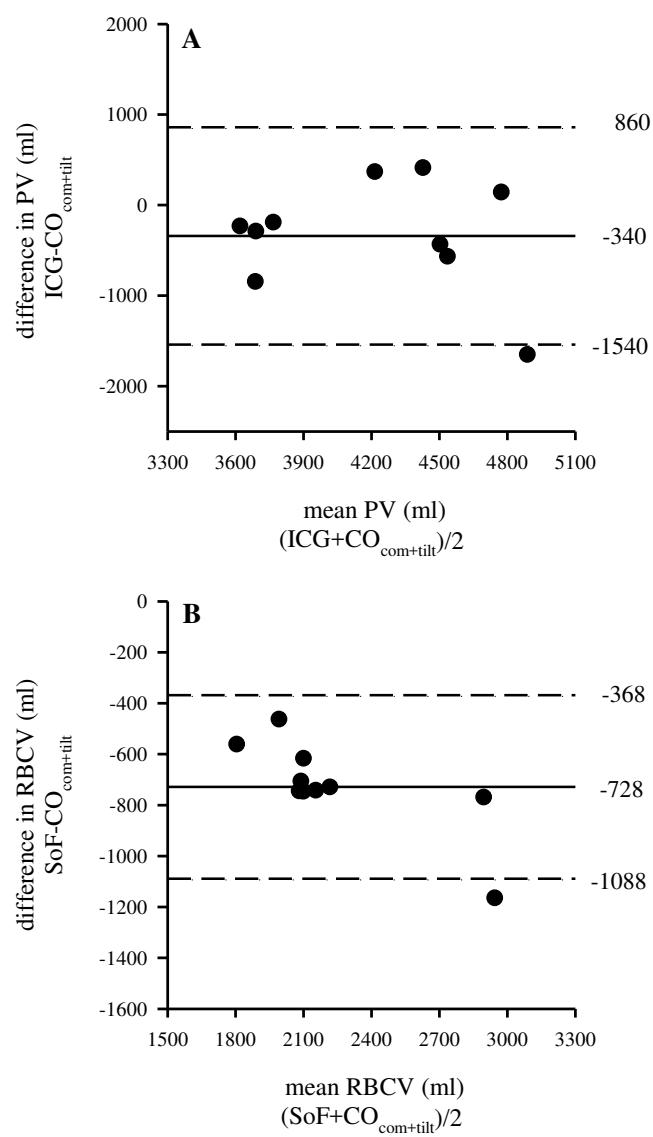 A
2000
1000
0
-1000
-2000
860
-340
-1540
difference in PV (ml)
ICG-COcom+tilt
3300 3600 3900 4200 4500 4800 5100
mean PV (ml)
(ICG+COcom+tilt)/2
B
0
-200
-400
-600
-800
-1000
-1200
-1400
-1600
-368
-728
-1088
difference in RBCV (ml)
SoF-COcom+tilt
1500 1800 2100 2400 2700 3000 3300
mean RBCV (ml)
(SoF+COcom+tilt)/2